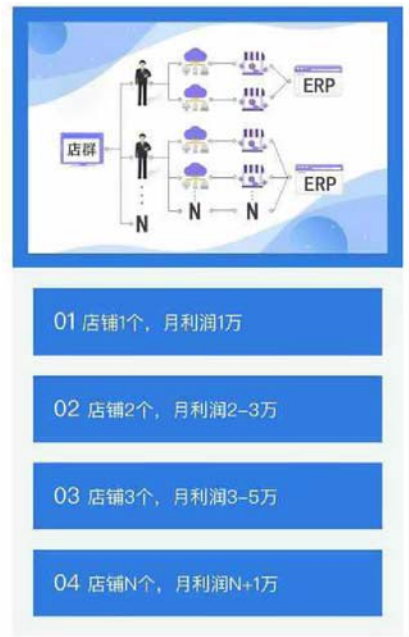 ERP
店群
ERP
N
N
N
01 店铺1个，月利润1万
02 店铺2个，月利润2-3万
03 店铺3个，月利润3-5万
04 店铺N个，月利润N+1万